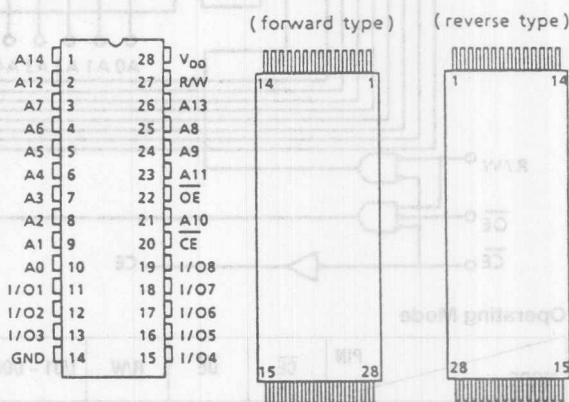 (forward type) (reverse type)
A14 1 28 VDD
A12 2 27 R/W
A7 3 26 A13
A6 4 25 A8
A5 5 24 A9
A4 6 23 A11
A3 7 22 O̅E̅
A2 8 21 A10
A1 9 20 C̅E̅
A0 10 19 I/O8
I/O1 11 18 I/O7
I/O2 12 17 I/O6
I/O3 13 16 I/O5
GND 14 15 I/O4
14 1
15 28
1 14
28 15
A0 A1 A
R/W
O̅E̅
C̅E̅
CE
Operating Mode
PIN
C̅E̅
R/W